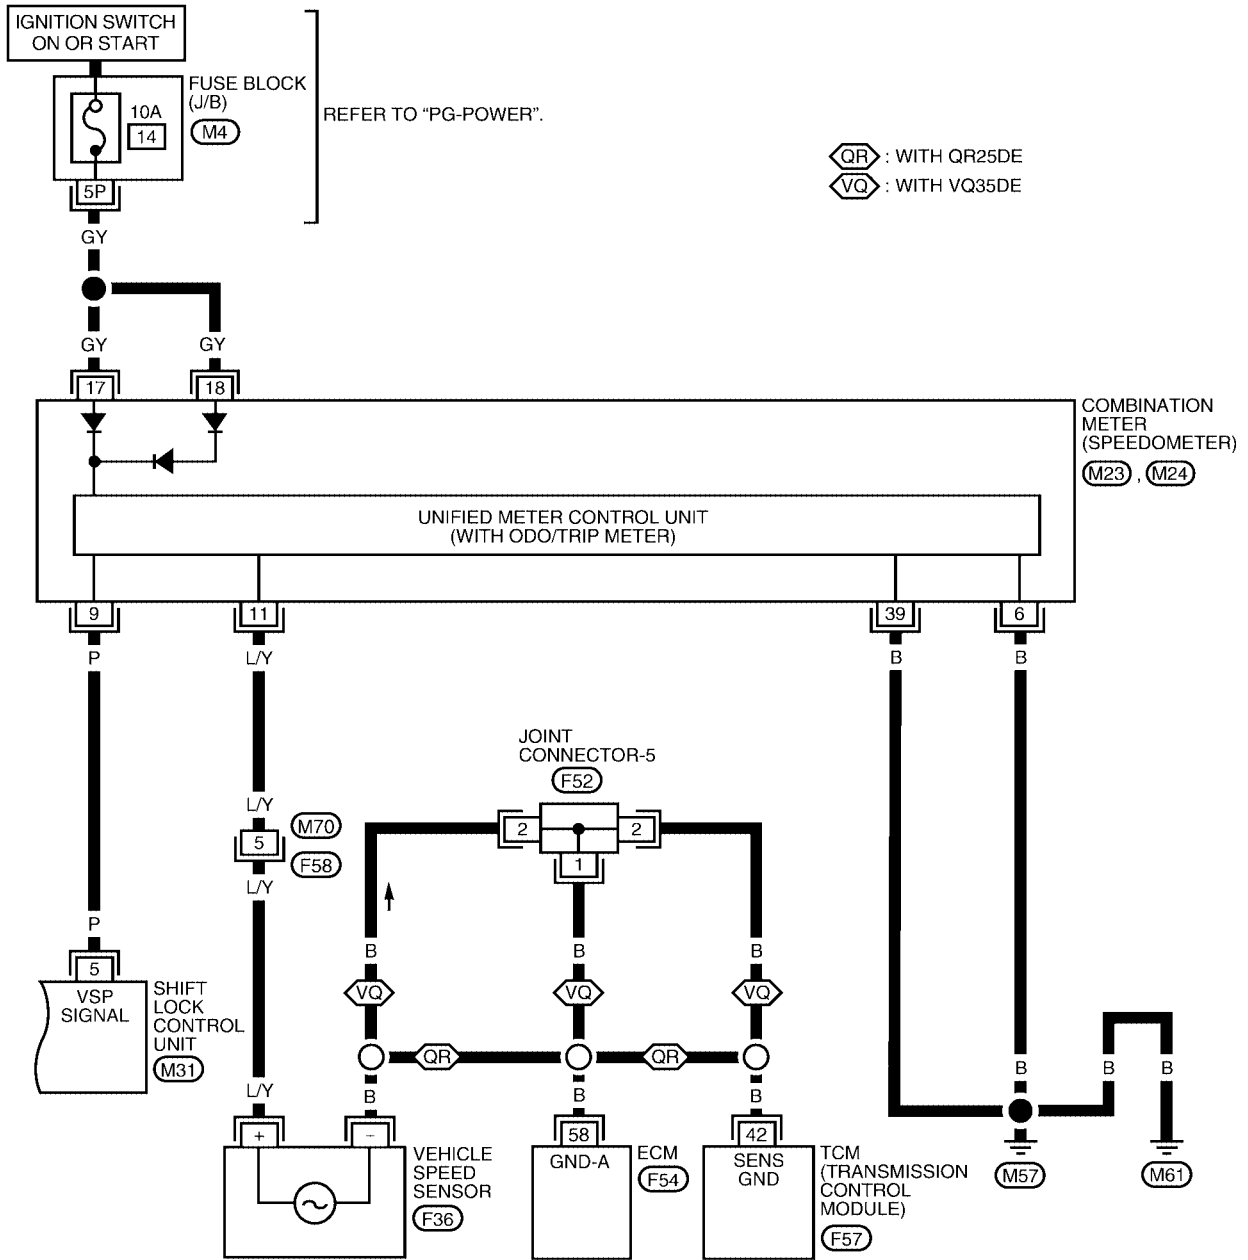 IGNITION SWITCH
ON OR START
FUSE BLOCK
(J/B)
M4
10A
14
5P
REFER TO “PG-POWER”.
QR : WITH QR25DE
VQ : WITH VQ35DE
GY
GY
GY
17
18
COMBINATION
METER
(SPEEDOMETER)
M23 , M24
UNIFIED METER CONTROL UNIT
(WITH ODO/TRIP METER)
9
11
39
6
P
L/Y
B
B
JOINT
CONNECTOR-5
F52
L/Y
5
M70
F58
L/Y
2
2
1
P
B
B
B
5
VSP
SIGNAL
SHIFT
LOCK
CONTROL
UNIT
M31
VQ
VQ
VQ
QR
QR
L/Y
B
B
B
B
B
B
+
−
58
42
VEHICLE
SPEED
SENSOR
F36
GND-A
ECM
F54
SENS
GND
TCM
(TRANSMISSION
CONTROL
MODULE)
F57
M57
M61